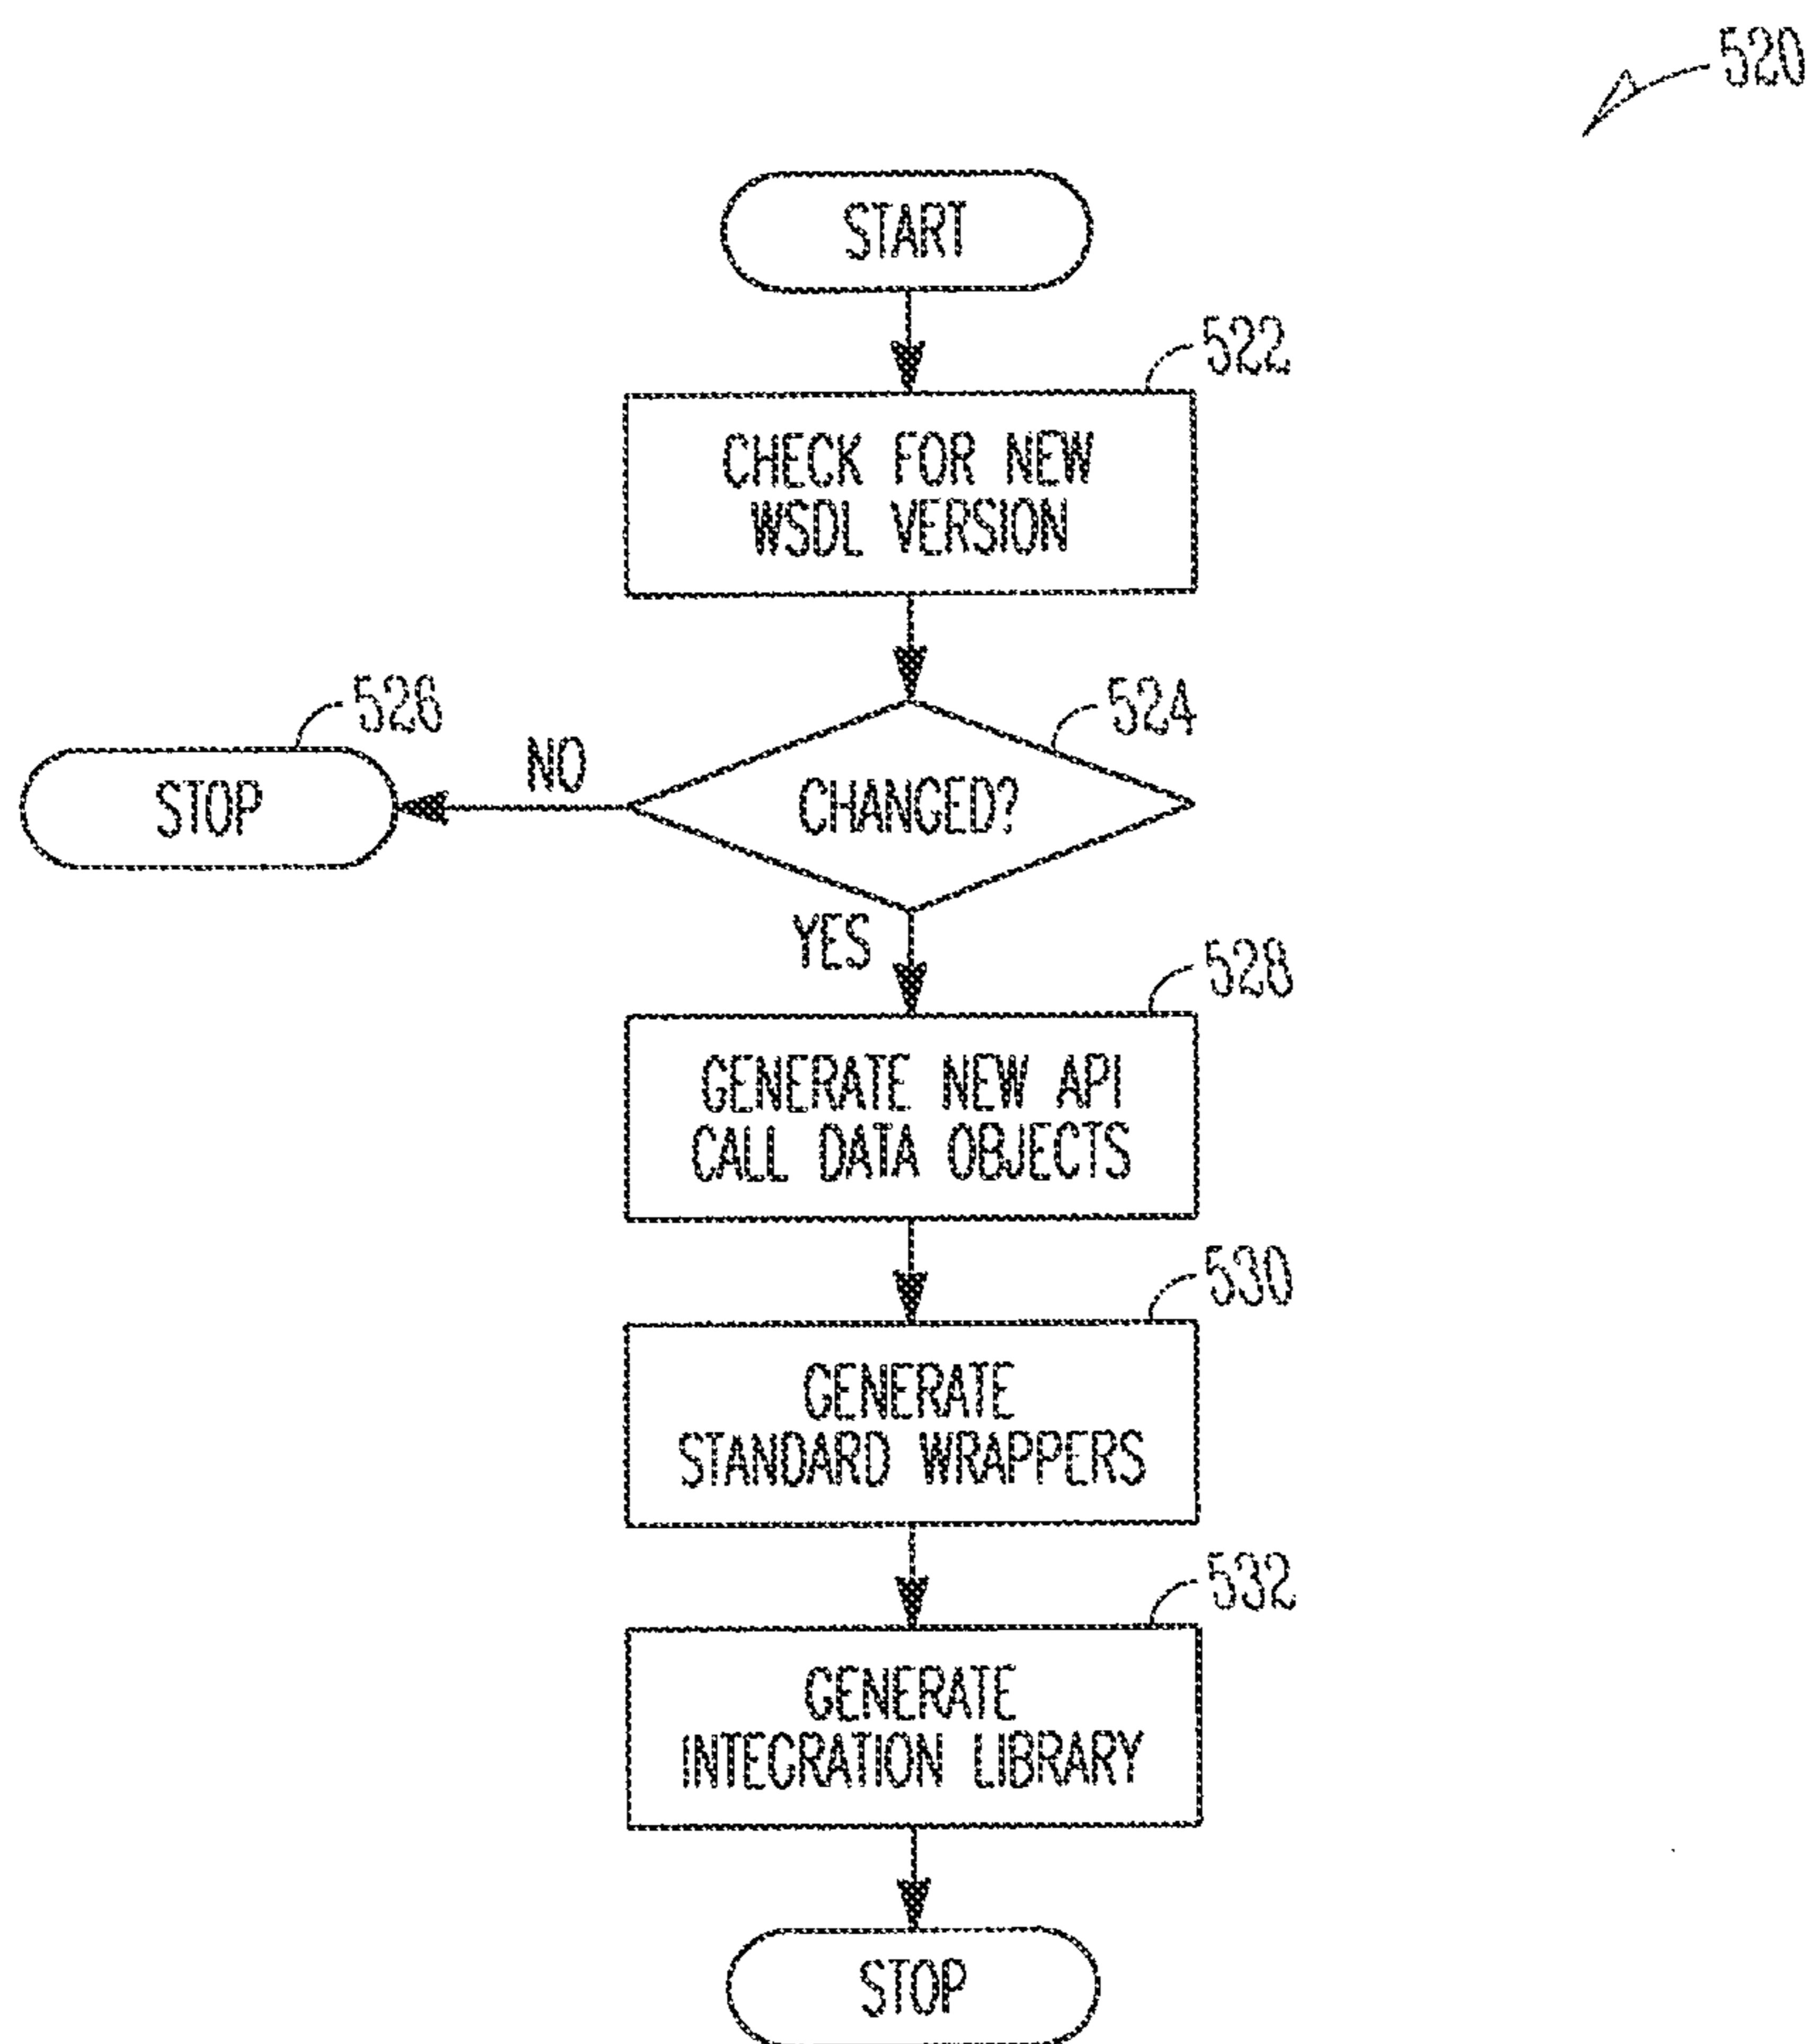 520
START
522
CHECK FOR NEW
WSDL VERSION
526
524
NO
STOP
CHANGED?
YES
528
GENERATE NEW API
CALL DATA OBJECTS
530
GENERATE
STANDARD WRAPPERS
532
GENERATE
INTEGRATION LIBRARY
STOP